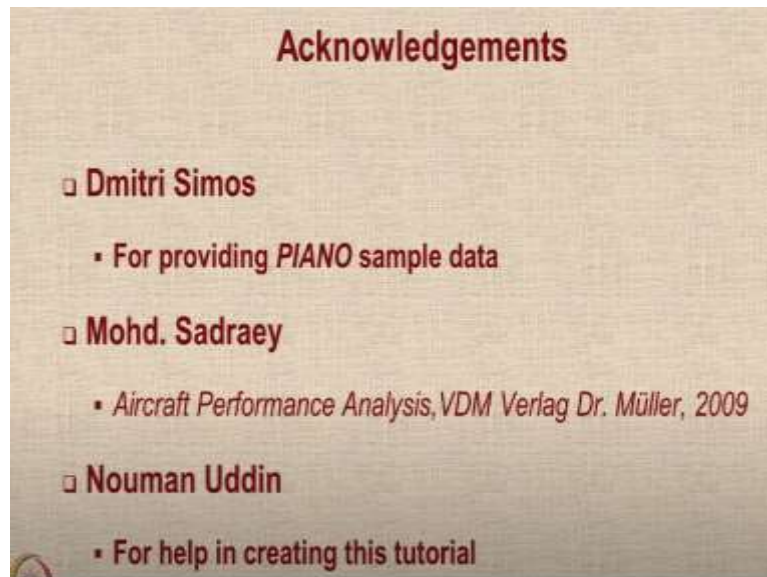 Acknowledgements
❑ Dmitri Simos
▪ For providing PIANO sample data
❑ Mohd. Sadraey
▪ Aircraft Performance Analysis,VDM Verlag Dr. Müller, 2009
❑ Nouman Uddin
▪ For help in creating this tutorial